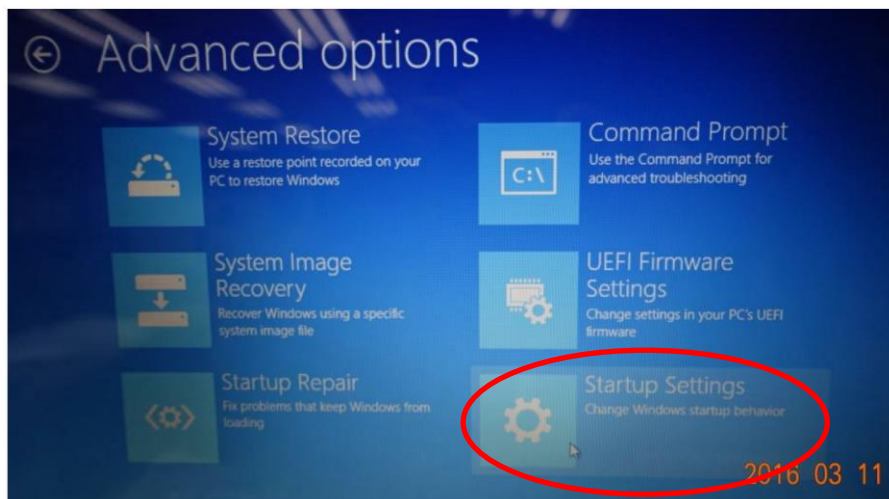 Advanced options
System Restore
Use a restore point recorded on your
PC to restore Windows
Command Prompt
Use the Command Prompt for
advanced troubleshooting
C:\
System Image
Recovery
Recover Windows using a specific
system image file
UEFI Firmware
Settings
Change settings in your PC's UEFI
firmware
Startup Repair
Fix problems that keep Windows from
loading
Startup Settings
Change Windows startup behavior
2016 03 11